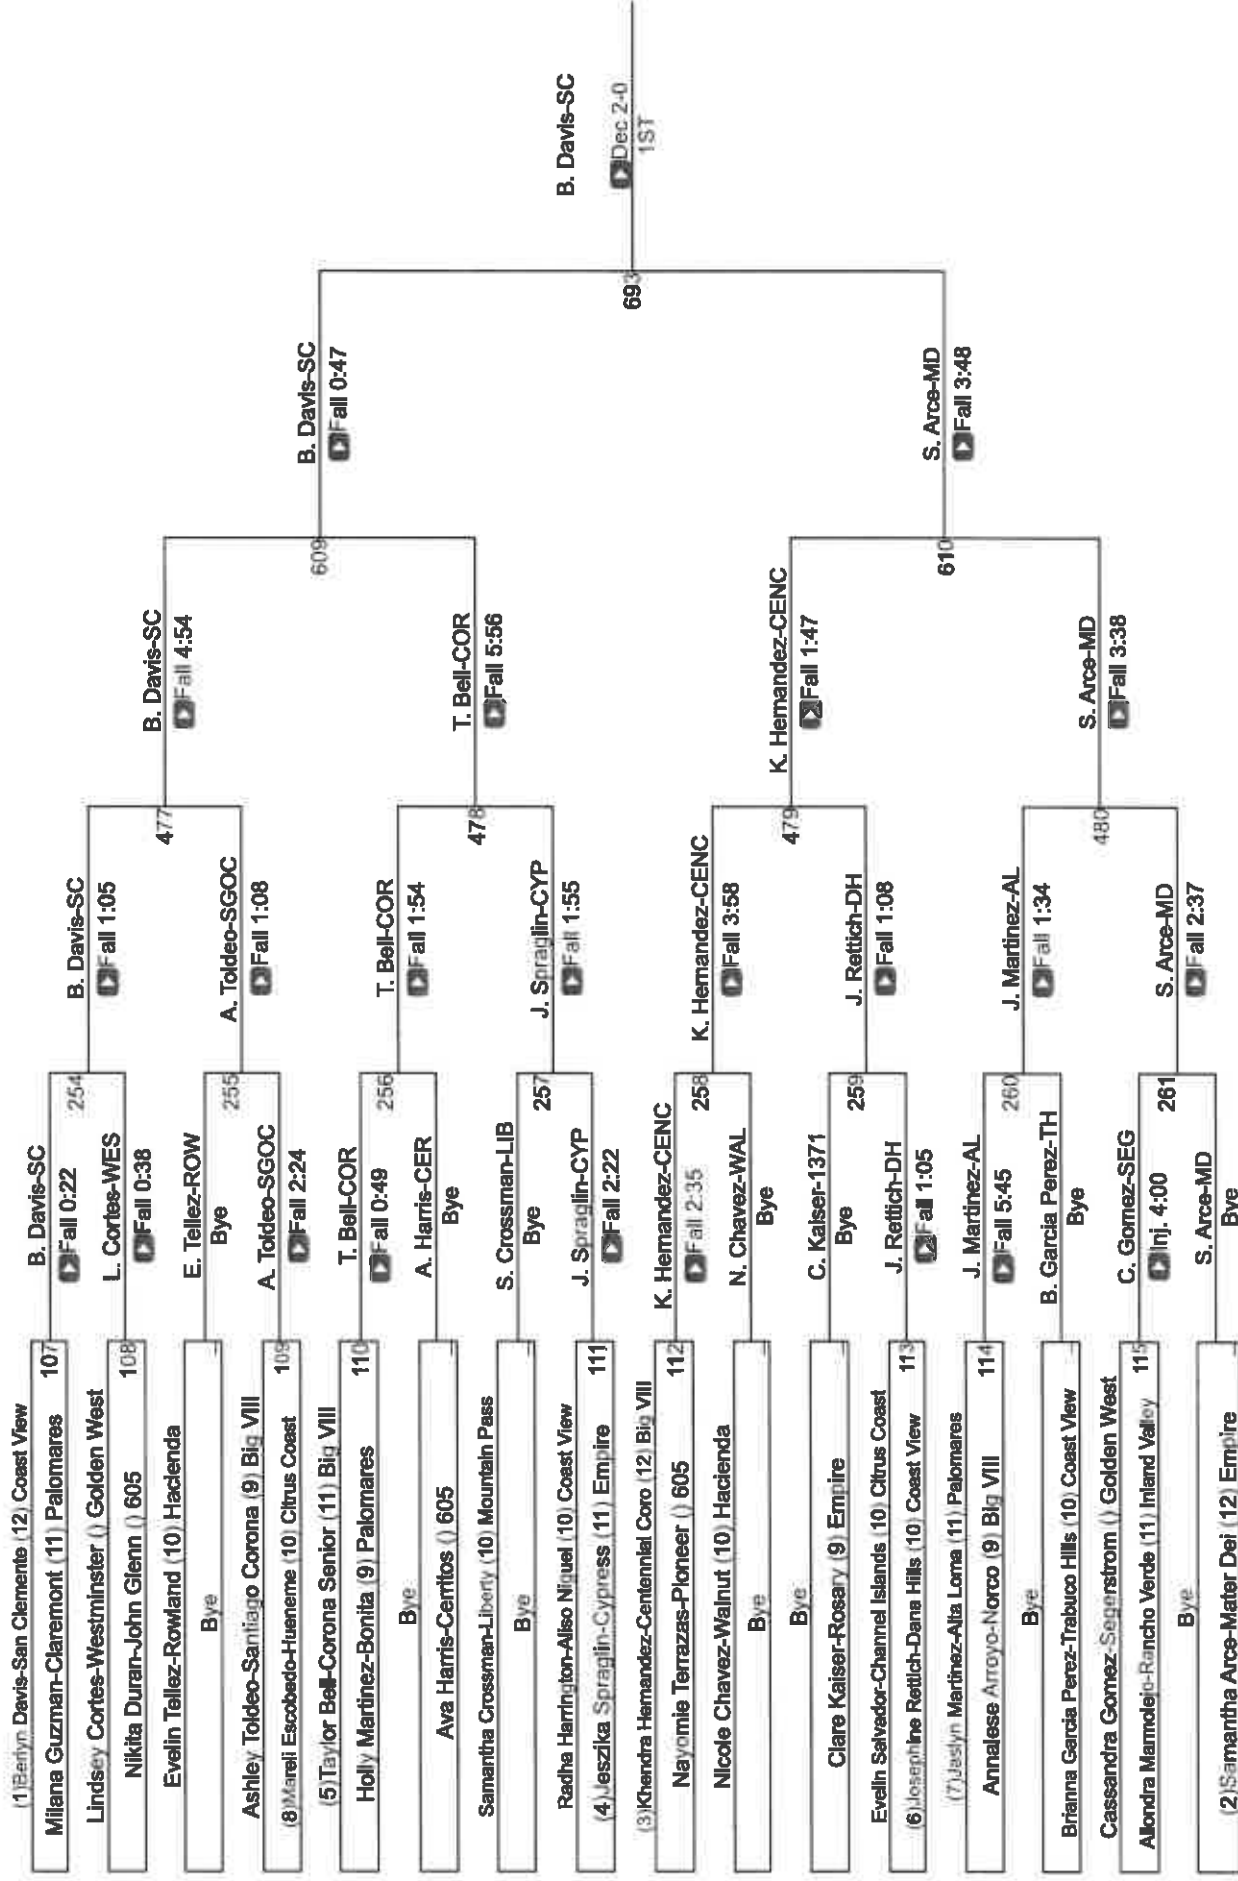 (1)Berlyn Davis-San Clemente (12) Coast View
Milana Guzman-Claremont (11) Palomares
107
Lindsey Cortes-Westminster () Golden West
Nikita Duran-John Glenn () 605
108
Evelin Tellez-Rowland (10) Hacienda
Bye
Ashley Toldeo-Santiago Corona (9) Big VIII
(8)Mareli Escobedo-Hueneme (10) Citrus Coast
109
(5)Taylor Bell-Corona Senior (11) Big VIII
Holly Martinez-Bonita (9) Palomares
110
Bye
Ava Harris-Cerritos () 605
Samantha Crossman-Liberty (10) Mountain Pass
Bye
Radha Harrington-Aliso Niguel (10) Coast View
(4)Jeszika Spraglin-Cypress (11) Empire
111
(3)Khendra Hernandez-Centennial Coro (12) Big VIII
Nayomie Terrazas-Pioneer () 605
112
Nicole Chavez-Walnut (10) Hacienda
Bye
Bye
Clare Kaiser-Rosary (9) Empire
Evelin Salvador-Channel Islands (10) Citrus Coast
(6)Josephine Rettich-Dana Hills (10) Coast View
113
(7)Jaslyn Martinez-Alta Loma (11) Palomares
Annalese Arroyo-Norco (9) Big VIII
114
Bye
Brianna Garcia Perez-Trabuco Hills (10) Coast View
Cassandra Gomez-Segerstrom () Golden West
Allondra Marmolejo-Rancho Verde (11) Inland Valley
115
Bye
(2)Samantha Arce-Mater Dei (12) Empire
B. Davis-SC
Fall 0:22
254
L. Cortes-WES
Fall 0:38
E. Tellez-ROW
Bye
255
A. Toldeo-SGOC
Fall 2:24
T. Bell-COR
Fall 0:49
256
A. Harris-CER
Bye
S. Crossman-LIB
Bye
257
J. Spraglin-CYP
Fall 2:22
K. Hernandez-CENC
Fall 2:35
258
N. Chavez-WAL
Bye
C. Kaiser-1371
Bye
259
J. Rettich-DH
Fall 1:05
J. Martinez-AL
Fall 5:45
260
B. Garcia Perez-TH
Bye
C. Gomez-SEG
Inj. 4:00
261
S. Arce-MD
Bye
B. Davis-SC
Fall 1:05
477
A. Toldeo-SGOC
Fall 1:08
T. Bell-COR
Fall 1:54
478
J. Spraglin-CYP
Fall 1:55
K. Hernandez-CENC
Fall 3:58
479
J. Rettich-DH
Fall 1:08
J. Martinez-AL
Fall 1:34
480
S. Arce-MD
Fall 2:37
B. Davis-SC
Fall 4:54
609
T. Bell-COR
Fall 5:56
K. Hernandez-CENC
Fall 1:47
610
S. Arce-MD
Fall 3:38
B. Davis-SC
Fall 0:47
693
S. Arce-MD
Fall 3:48
B. Davis-SC
Dec 2-0
1ST